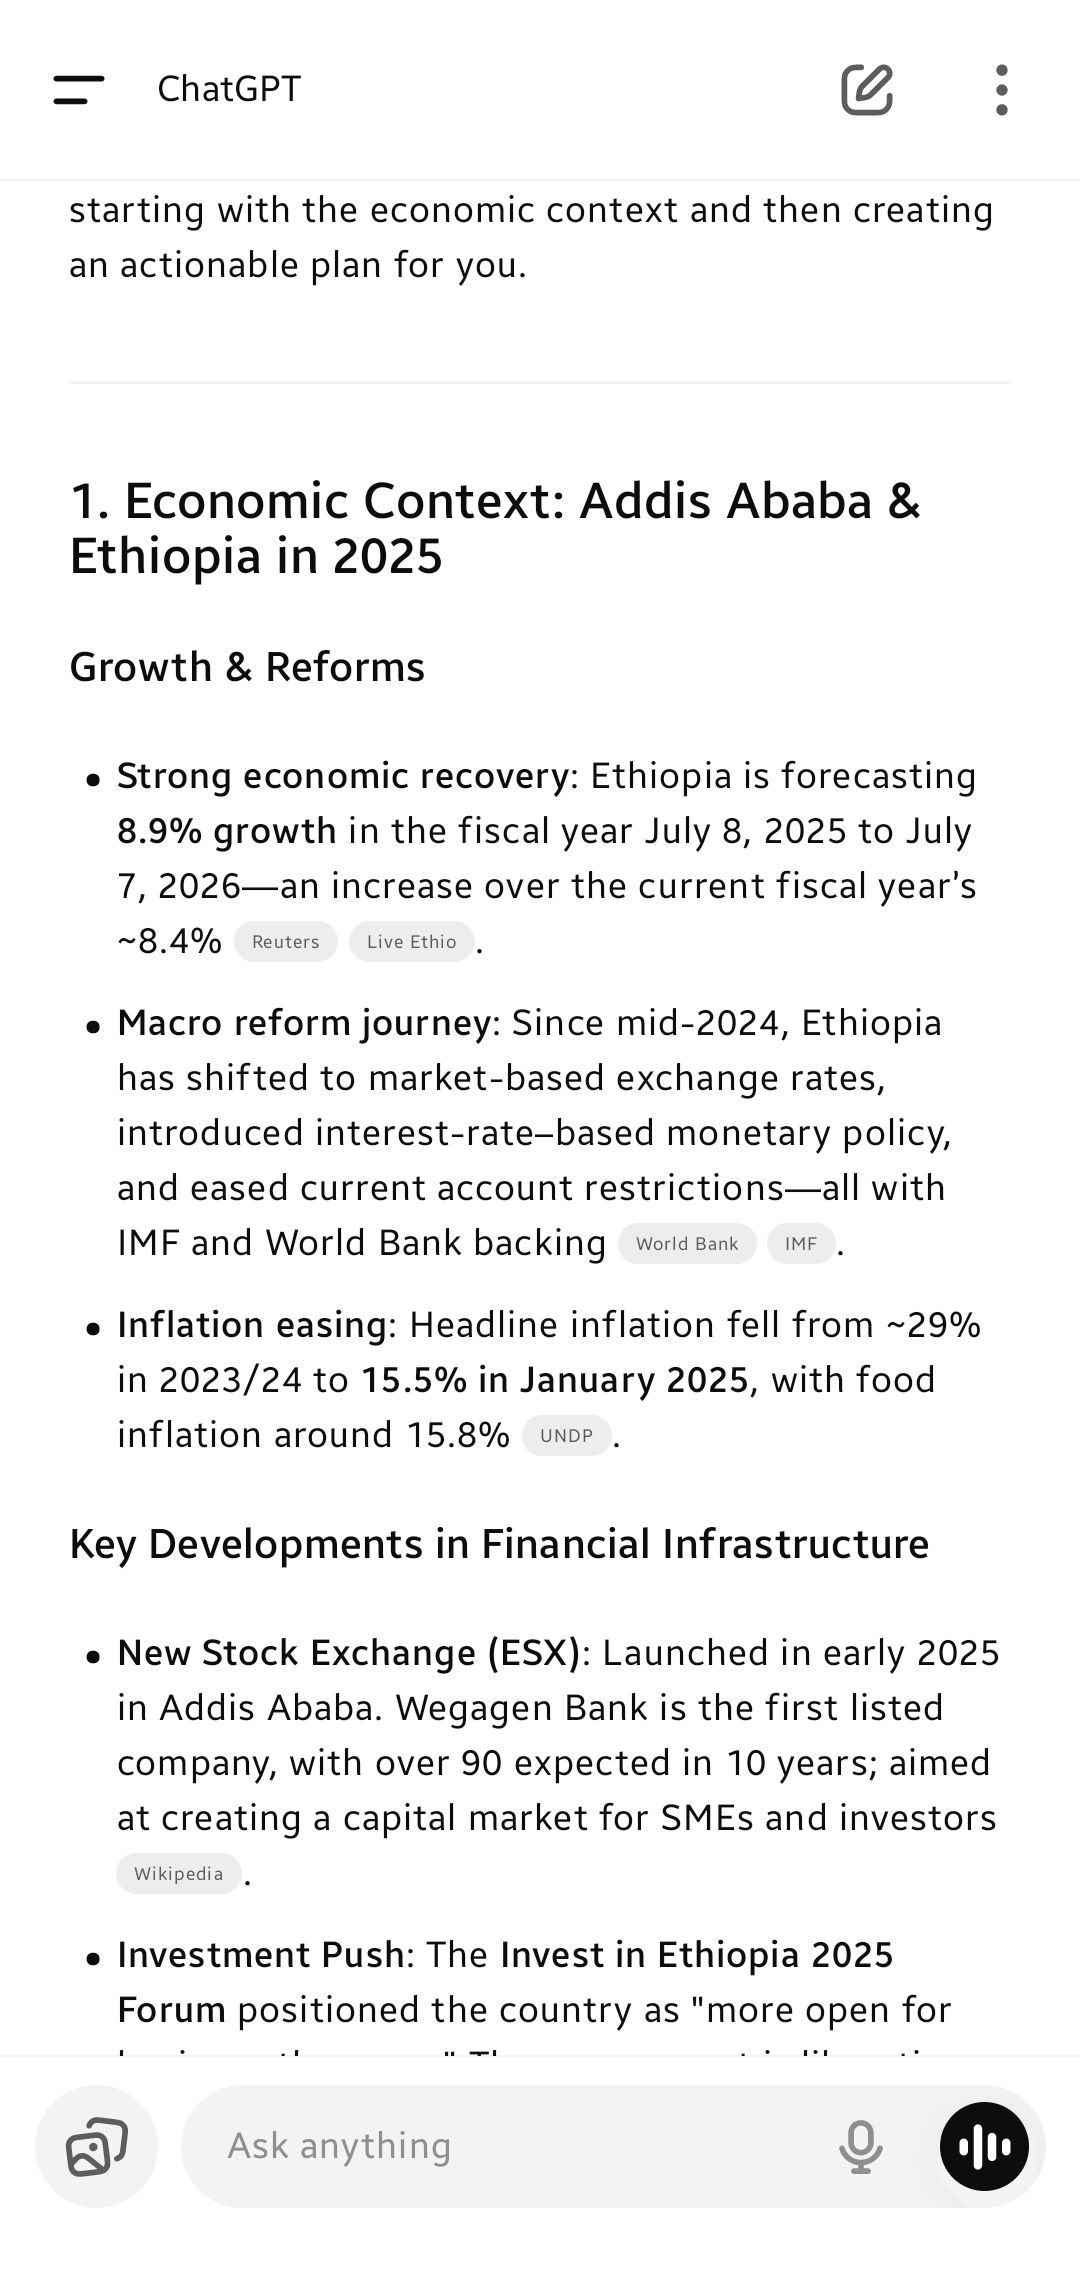 ChatGPT
starting with the economic context and then creating
an actionable plan for you.
1. Economic Context: Addis Ababa &
Ethiopia in 2025
Growth & Reforms
• Strong economic recovery: Ethiopia is forecasting
8.9% growth in the fiscal year July 8, 2025 to July
7, 2026—an increase over the current fiscal year’s
~8.4% Reuters Live Ethio.
• Macro reform journey: Since mid-2024, Ethiopia
has shifted to market-based exchange rates,
introduced interest-rate–based monetary policy,
and eased current account restrictions—all with
IMF and World Bank backing World Bank IMF.
• Inflation easing: Headline inflation fell from ~29%
in 2023/24 to 15.5% in January 2025, with food
inflation around 15.8% UNDP.
Key Developments in Financial Infrastructure
• New Stock Exchange (ESX): Launched in early 2025
in Addis Ababa. Wegagen Bank is the first listed
company, with over 90 expected in 10 years; aimed
at creating a capital market for SMEs and investors
Wikipedia.
• Investment Push: The Invest in Ethiopia 2025
Forum positioned the country as "more open for
Ask anything